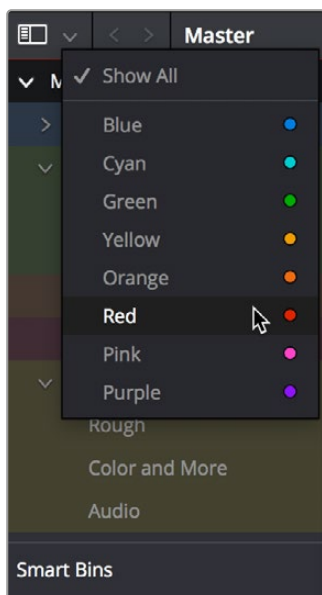 Master
M
Show All
Blue
Cyan
Green
Yellow
Orange
Red
Pink
Purple
Rough
Color and More
Audio
Smart Bins